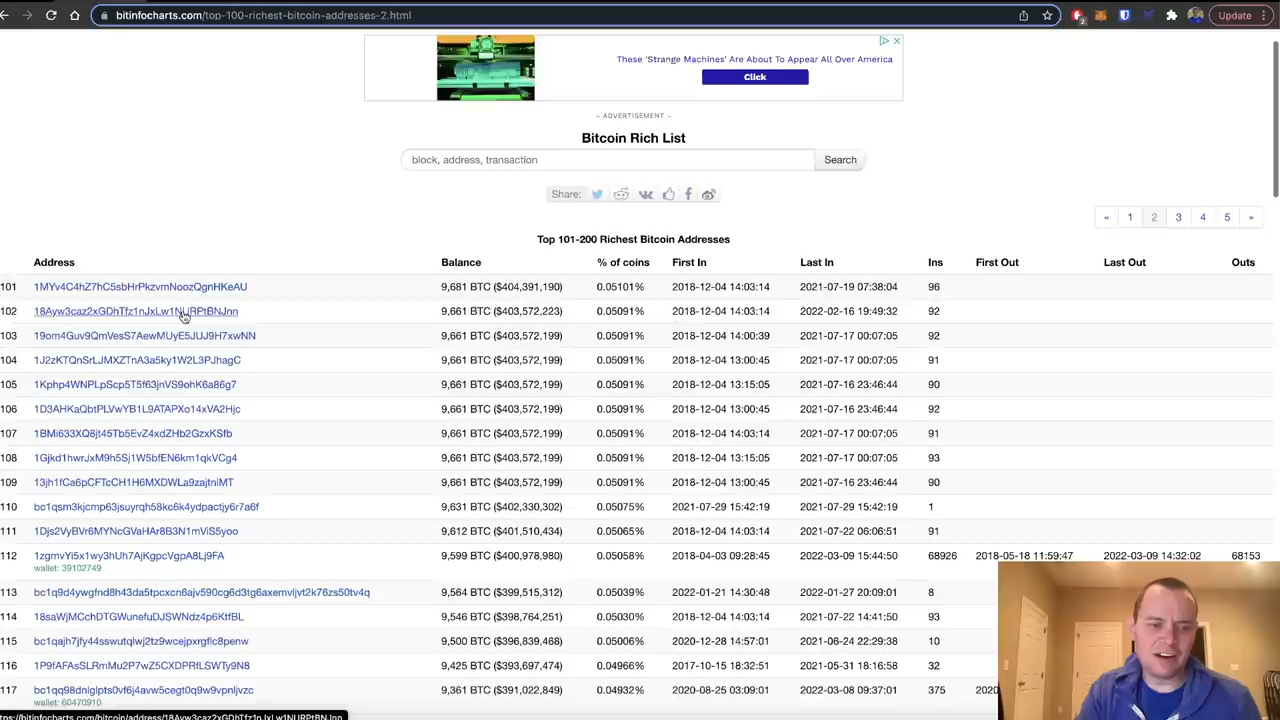 bitinfocharts.com/top-100-richest-bitcoin-addresses-2.html
2
Update
These 'Strange Machines' Are About To Appear All Over America
Click
- ADVERTISEMENT -
Bitcoin Rich List
block, address, transaction
Search
Share:
« 1 2 3 4 5 »
Top 101-200 Richest Bitcoin Addresses
Address Balance % of coins First In Last In Ins First Out Last Out Outs
101 1MYv4C4hZ7hC5sbHrPkzvmNoozQgnHKeAU 9,681 BTC ($404,391,190) 0.05101% 2018-12-04 14:03:14 2021-07-19 07:38:04 96
102 18Ayw3caz2xGDhTfz1nJxLw1NURPtBNJnn 9,661 BTC ($403,572,223) 0.05091% 2018-12-04 14:03:14 2022-02-16 19:49:32 92
103 19om4Guv9QmVesS7AewMUyE5JUJ9H7xwNN 9,661 BTC ($403,572,199) 0.05091% 2018-12-04 14:00:39 2021-07-17 00:07:05 92
104 1J2zKTQnSrLJMXZTnA3a5ky1W2L3PJhagC 9,661 BTC ($403,572,199) 0.05091% 2018-12-04 13:00:45 2021-07-17 00:07:05 91
105 1Kphp4WNPLpScp5T5f63jnVS9ohK6a86g7 9,661 BTC ($403,572,199) 0.05091% 2018-12-04 13:15:05 2021-07-16 23:46:44 90
106 1D3AHKaQbtPLVwYB1L9ATAPXo14xVA2Hjc 9,661 BTC ($403,572,199) 0.05091% 2018-12-04 13:00:45 2021-07-16 23:46:44 92
107 1BMi633XQ8jt45Tb5EvZ4xdZHb2GzxKSfb 9,661 BTC ($403,572,199) 0.05091% 2018-12-04 14:03:14 2021-07-17 00:07:05 91
108 1Gjkd1hwrJxM9h5Sj1W5bfEN6km1qkVCg4 9,661 BTC ($403,572,199) 0.05091% 2018-12-04 13:15:05 2021-07-17 00:07:05 93
109 13jh1fCa6pCFTcCH1H6MXDWLa9zajtniMT 9,661 BTC ($403,572,199) 0.05091% 2018-12-04 14:03:14 2021-07-16 23:46:44 90
110 bc1qsm3kjcmp63jsuyrqh58kc6k4ydpactjy6r7a6f 9,631 BTC ($402,330,302) 0.05075% 2021-07-29 15:42:19 2021-07-29 15:42:19 1
111 1Djs2VyBVr6MYNcGVaHAr8B3N1mViS5yoo 9,612 BTC ($401,510,434) 0.05065% 2018-12-04 14:03:14 2021-07-22 06:06:51 91
112 1zgmvYi5x1wy3hUh7AjKgpcVgpA8Lj9FA 9,599 BTC ($400,978,980) 0.05058% 2018-04-03 09:26:45 2022-03-09 15:44:50 68926 2018-05-18 11:59:47 2022-03-09 14:32:02 68153
wallet: 39102749
113 bc1q9d4ywgfnd8h43da5tpcxcn6ajv590cg6d3tg6axemvljvt2k76zs50tv4q 9,564 BTC ($399,515,312) 0.05039% 2022-01-21 14:30:48 2022-01-27 20:09:01 8
114 18saWjMCchDTGWunefuDJSWNdz4p6KtfBL 9,546 BTC ($398,764,251) 0.05030% 2018-12-04 14:03:14 2021-07-22 14:41:50 93
115 bc1qajh7jfy44sswutqlwj2tz9wcejpxrgflc8penw 9,500 BTC ($396,839,468) 0.05006% 2020-12-28 14:57:01 2021-06-24 22:29:38 10
116 1P9fAFAsSLRmMu2P7wZ5CXDPRfLSWTy9N8 9,425 BTC ($393,697,474) 0.04966% 2017-10-15 18:32:51 2021-05-31 18:16:58 32
117 bc1qq98dnigipts0vf6j4avw5cegt0q9w9vpnljvzc 9,361 BTC ($391,022,849) 0.04932% 2020-08-25 03:09:01 2022-03-08 09:37:01 375 2020
wallet: 60470910